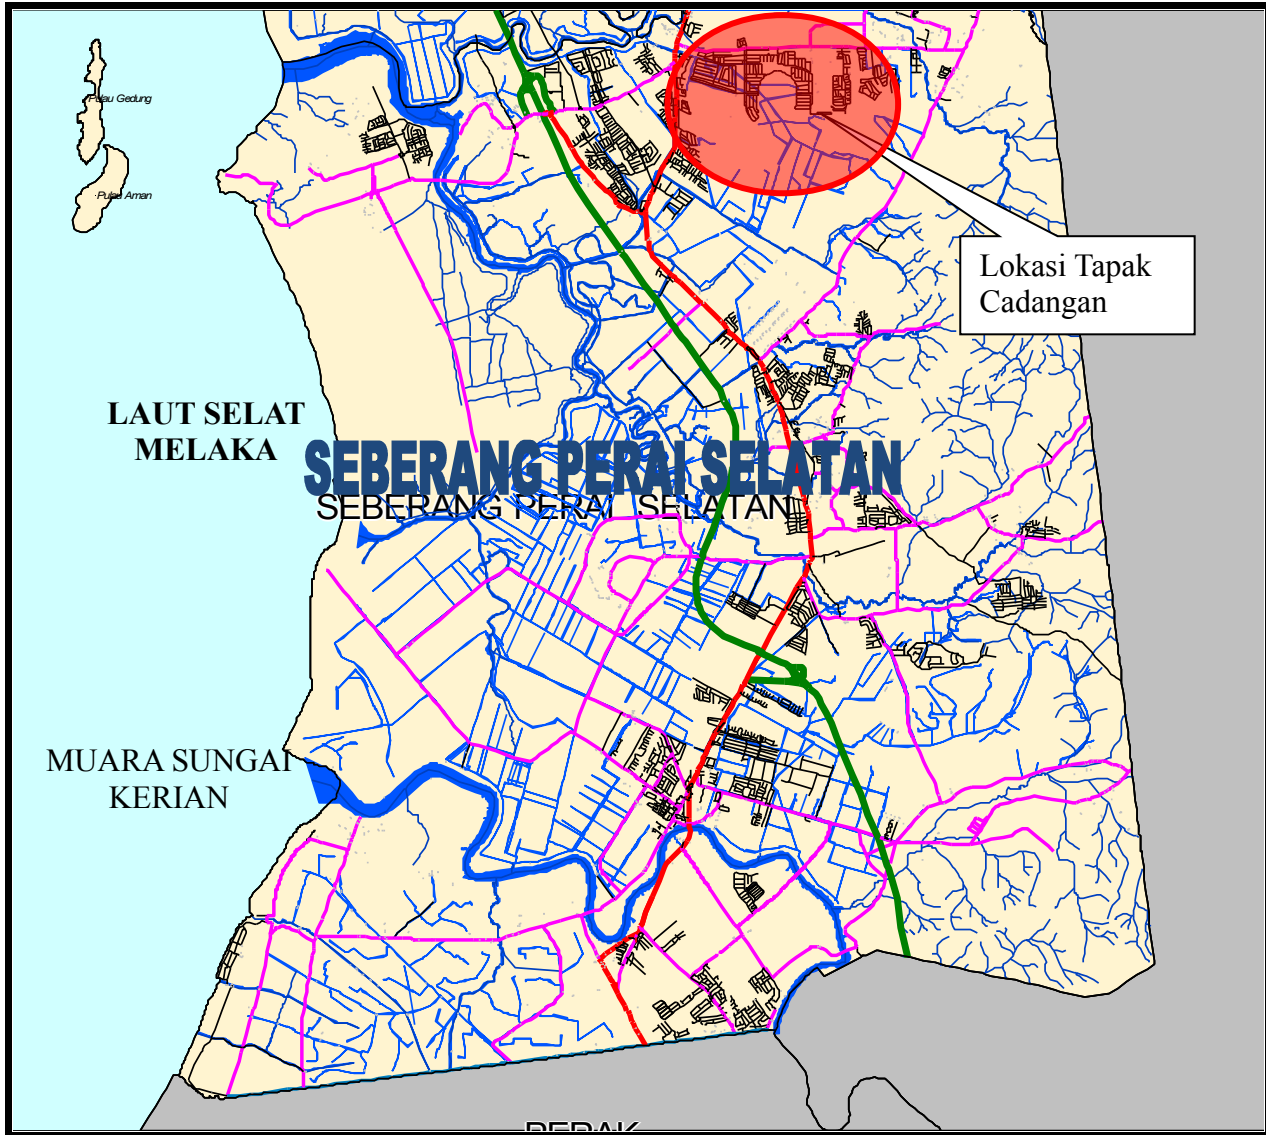 Pulau Gedung
Pulau Aman
Lokasi Tapak
Cadangan
LAUT SELAT
MELAKA
SEBERANG PERAI SELATAN
SEBERANG PERAI SELATAN
MUARA SUNGAI
KERIAN
PERAK